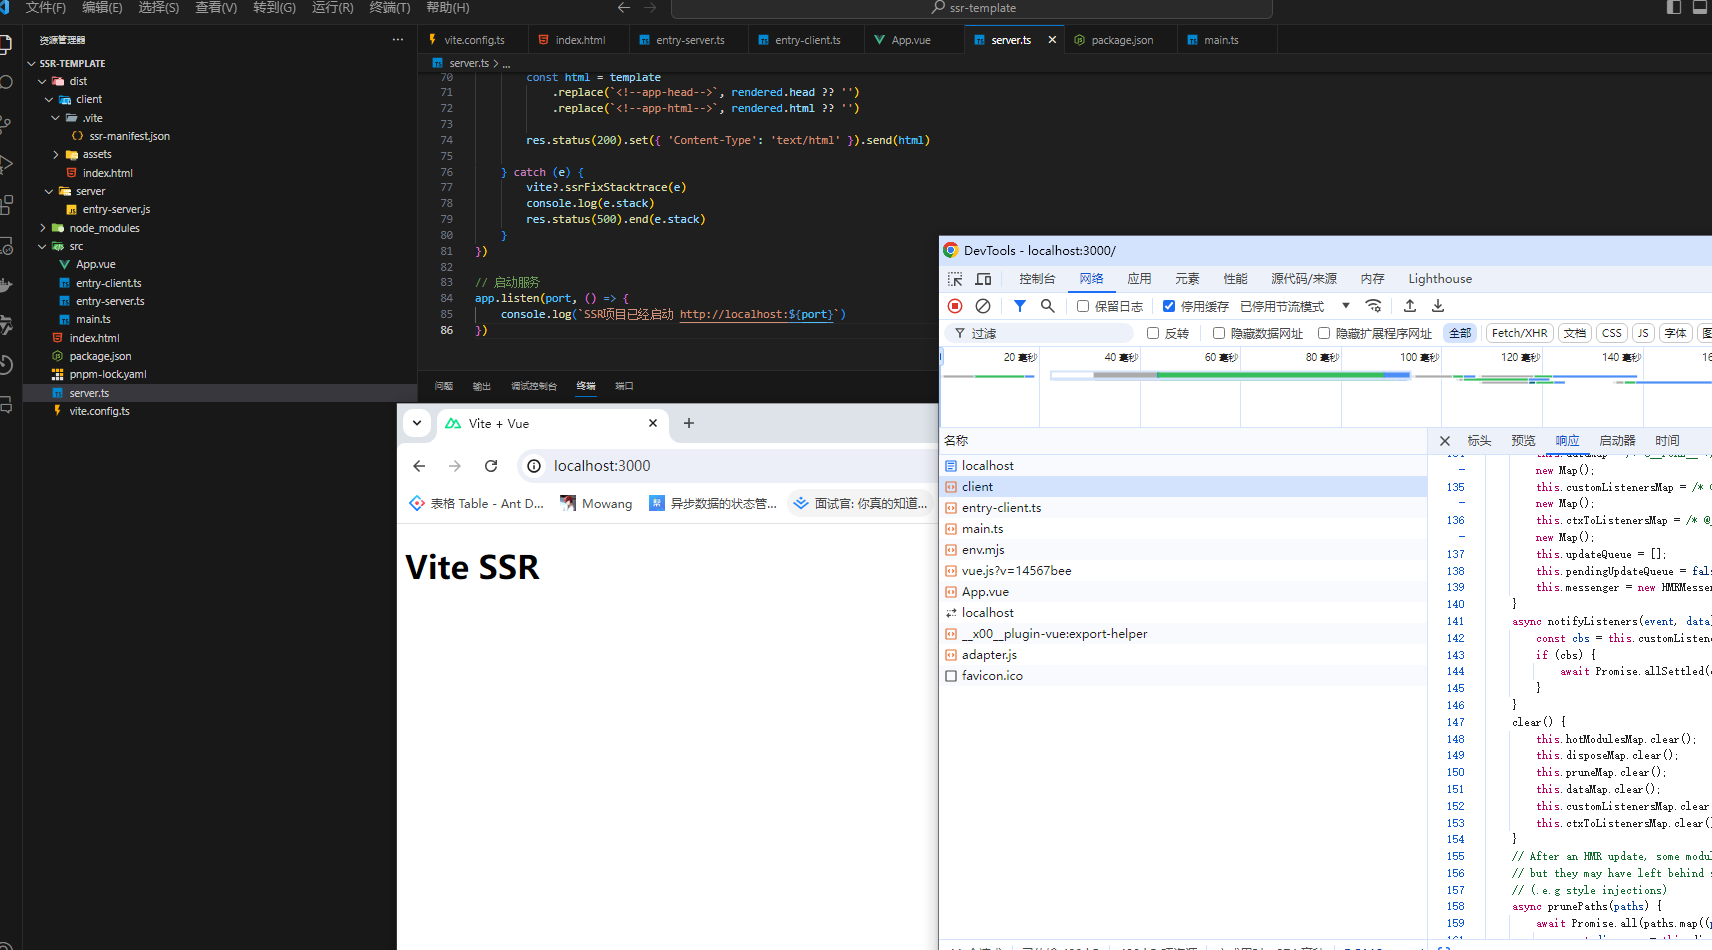 文件(F) 编辑(E) 选择(S) 查看(V) 转到(G) 运行(R) 终端(T) 帮助(H) ssr-template
资源管理器 ···
SSR-TEMPLATE
dist
client
.vite
ssr-manifest.json
assets
index.html
server
entry-server.js
node_modules
src
App.vue
entry-client.ts
entry-server.ts
main.ts
index.html
package.json
pnpm-lock.yaml
server.ts
vite.config.ts
vite.config.ts index.html entry-server.ts entry-client.ts App.vue server.ts package.json main.ts
server.ts > ...
70 const html = template
71 .replace(`<!--app-head-->`, rendered.head ?? '')
72 .replace(`<!--app-html-->`, rendered.html ?? '')
73
74 res.status(200).set({ 'Content-Type': 'text/html' }).send(html)
75
76 } catch (e) {
77 vite?.ssrFixStacktrace(e)
78 console.log(e.stack)
79 res.status(500).end(e.stack)
80 }
81 })
82
83 // 启动服务
84 app.listen(port, () => {
85 console.log(`SSR项目已经启动 http://localhost:${port}`)
86 })
问题 输出 调试控制台 终端 端口
Vite + Vue
localhost:3000
表格 Table - Ant D... Mowang 异步数据的状态管... 面试官: 你真的知道...
Vite SSR
DevTools - localhost:3000/
控制台 网络 应用 元素 性能 源代码/来源 内存 Lighthouse
保留日志 停用缓存 已停用节流模式
过滤 反转 隐藏数据网址 隐藏扩展程序网址 全部 Fetch/XHR 文档 CSS JS 字体
20 毫秒 40 毫秒 60 毫秒 80 毫秒 100 毫秒 120 毫秒 140 毫秒
名称
localhost
client
entry-client.ts
main.ts
env.mjs
vue.js?v=14567bee
App.vue
localhost
__x00__plugin-vue:export-helper
adapter.js
favicon.ico
标头 预览 响应 启动器 时间
- new Map();
135 this.customListenersMap = /* 
- new Map();
136 this.ctxToListenersMap = /* @
- new Map();
137 this.updateQueue = [];
138 this.pendingUpdateQueue = fals
139 this.messenger = new HMRMesser
140 }
141 async notifyListeners(event, data)
142 const cbs = this.customListene
143 if (cbs) {
144 await Promise.allSettled(
145 }
146 }
147 clear() {
148 this.hotModulesMap.clear();
149 this.disposeMap.clear();
150 this.pruneMap.clear();
151 this.dataMap.clear();
152 this.customListenersMap.clear
153 this.ctxToListenersMap.clear(
154 }
155 // After an HMR update, some modul
156 // but they may have left behind s
157 // (.e.g style injections)
158 async prunePaths(paths) {
159 await Promise.all(paths.map((